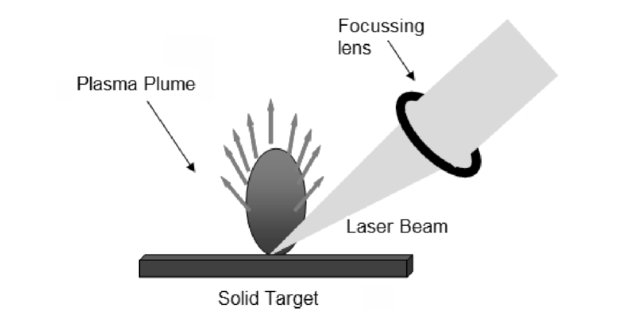 Focussing
lens
Plasma Plume
Laser Beam
Solid Target